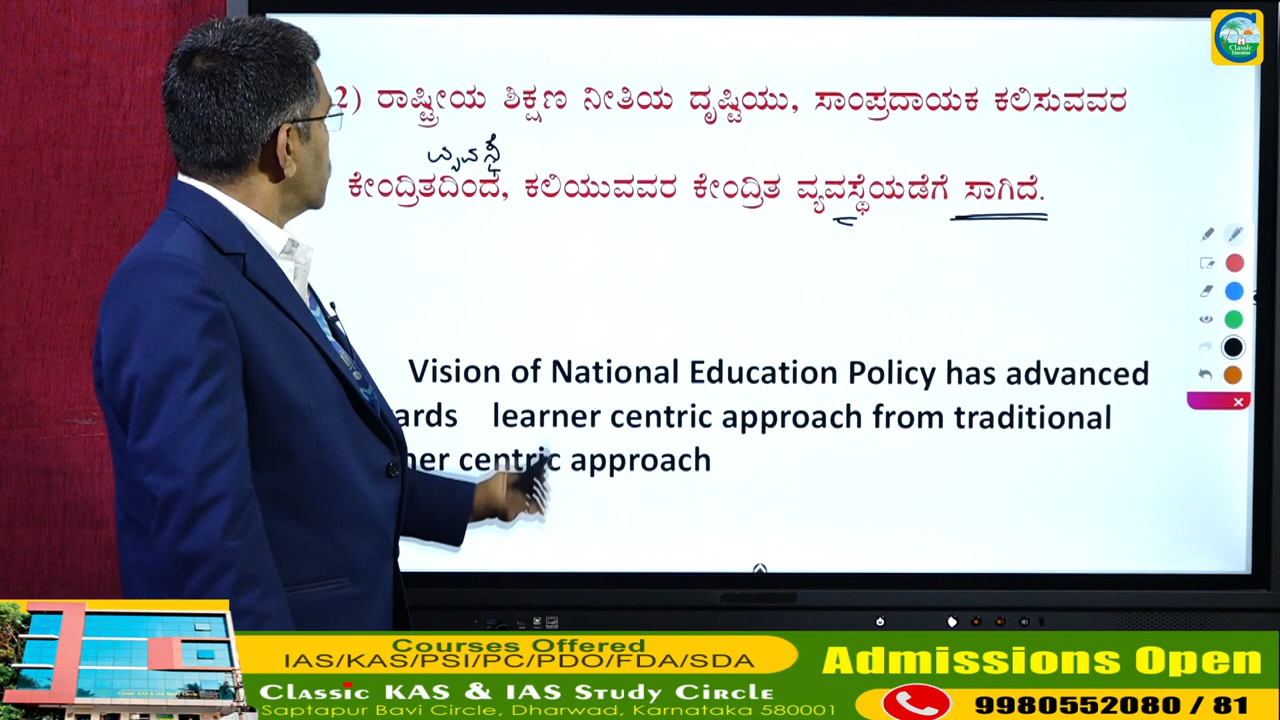 2) ರಾಷ್ಟ್ರೀಯ ಶಿಕ್ಷಣ ನೀತಿಯ ದೃಷ್ಟಿಯು, ಸಾಂಪ್ರದಾಯಕ ಕಲಿಸುವವರ
ಕೇಂದ್ರಿತದಿಂದ, ಕಲಿಯುವವರ ಕೇಂದ್ರಿತ ವ್ಯವಸ್ಥೆಯಡೆಗೆ ಸಾಗಿದೆ.
Vision of National Education Policy has advanced
ards learner centric approach from traditional
her centric approach
Classic
Education
Courses Offered
IAS/KAS/PSI/PC/PDO/FDA/SDA
Classic KAS & IAS Study Circle
Saptapur Bavi Circle, Dharwad, Karnataka 580001
Admissions Open
9980552080 / 81